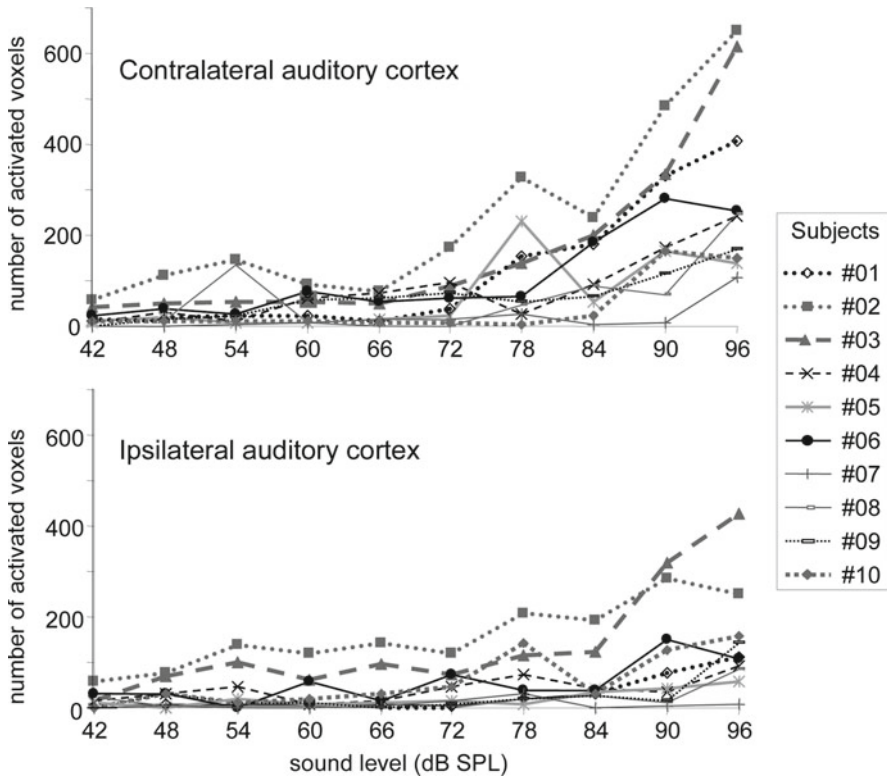 number of activated voxels
600
400
200
0
Contralateral auditory cortex
42 48 54 60 66 72 78 84 90 96
number of activated voxels
600
400
200
0
Ipsilateral auditory cortex
42 48 54 60 66 72 78 84 90 96
sound level (dB SPL)
Subjects
#01
#02
#03
#04
#05
#06
#07
#08
#09
#10